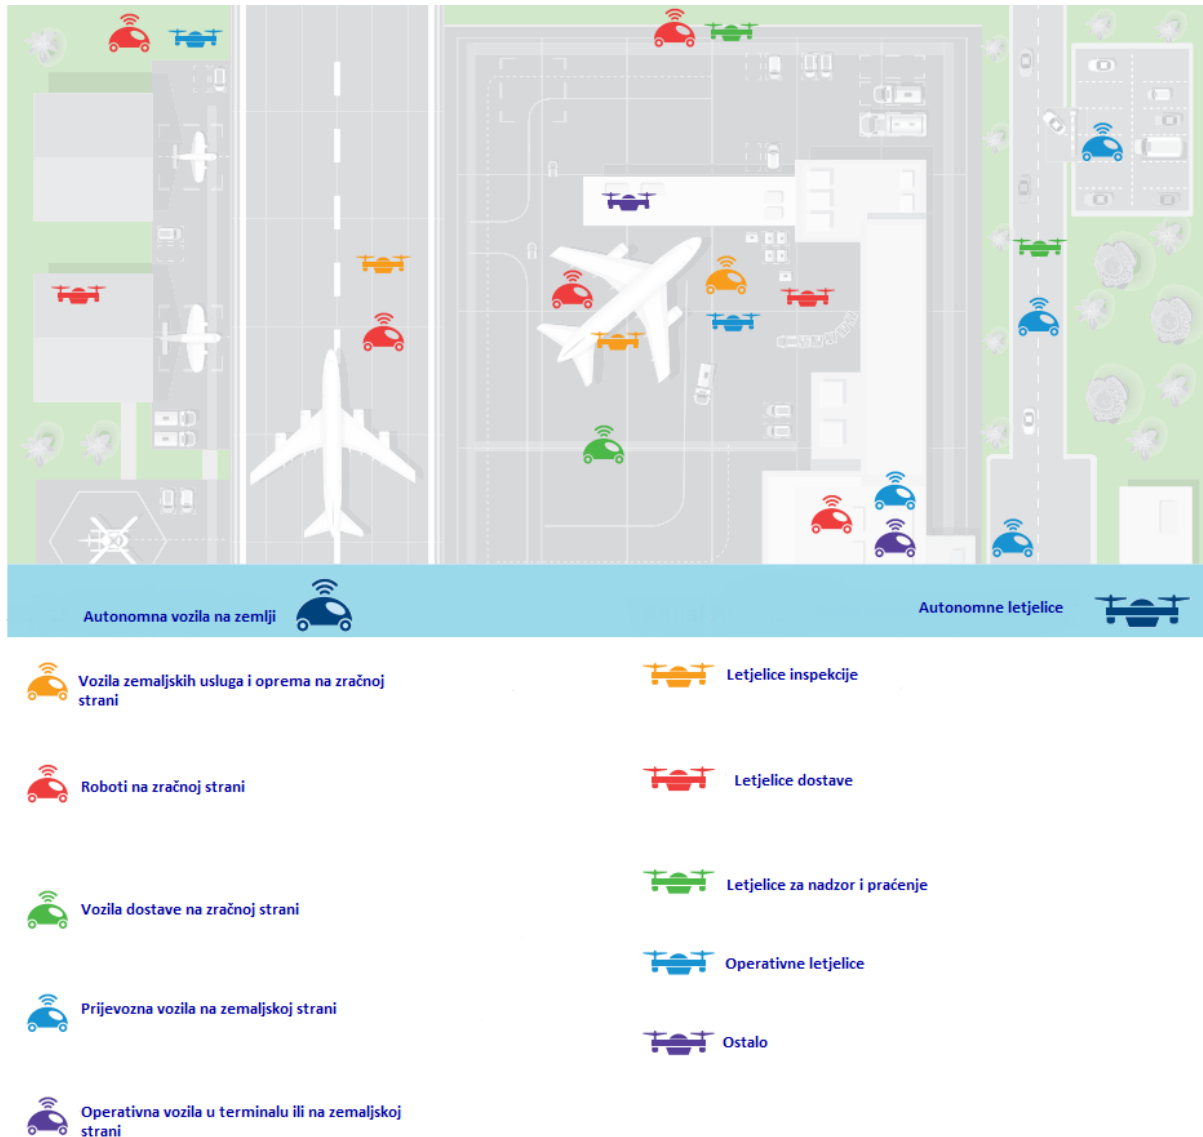 Autonomna vozila na zemlji
Autonomne letjelice
Vozila zemaljskih usluga i oprema na zračnoj
strani
Letjelice inspekcije
Roboti na zračnoj strani
Letjelice dostave
Vozila dostave na zračnoj strani
Letjelice za nadzor i praćenje
Prijevozna vozila na zemaljskoj strani
Operativne letjelice
Ostalo
Operativna vozila u terminalu ili na zemaljskoj
strani